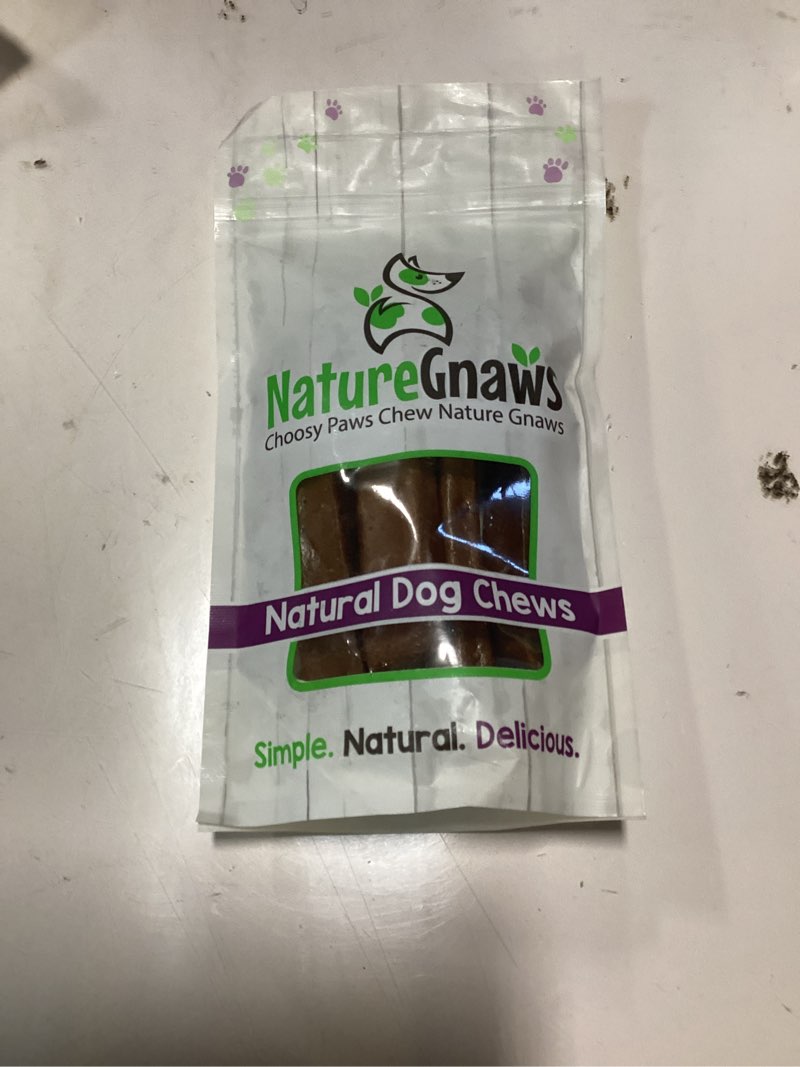 NatureGnaws
Choosy Paws Chew Nature Gnaws
Natural Dog Chews
Simple. Natural. Delicious.